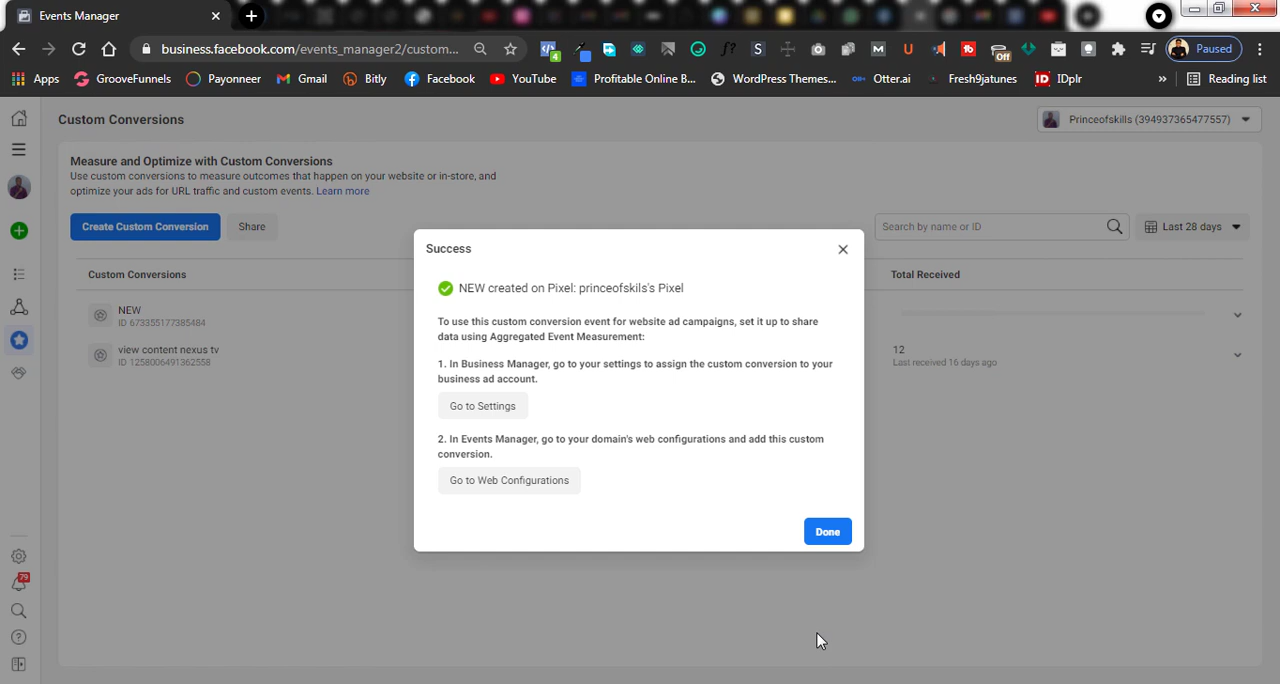 Events Manager
business.facebook.com/events_manager2/custom...
4
Off
Paused
Apps
GrooveFunnels
Payonneer
Gmail
Bitly
Facebook
YouTube
Profitable Online B...
WordPress Themes...
Otter.ai
Fresh9jatunes
IDplr
»
Reading list
Custom Conversions
Princeofskills (394937365477557)
Measure and Optimize with Custom Conversions
Use custom conversions to measure outcomes that happen on your website or in-store, and
optimize your ads for URL traffic and custom events. Learn more
Create Custom Conversion
Share
Search by name or ID
Last 28 days
Custom Conversions
Total Received
NEW
ID 673355177385484
view content nexus tv
ID 1258006491362558
12
Last received 16 days ago
Success
NEW created on Pixel: princeofskils's Pixel
To use this custom conversion event for website ad campaigns, set it up to share
data using Aggregated Event Measurement:
1. In Business Manager, go to your settings to assign the custom conversion to your
business ad account.
Go to Settings
2. In Events Manager, go to your domain's web configurations and add this custom
conversion.
Go to Web Configurations
Done
79